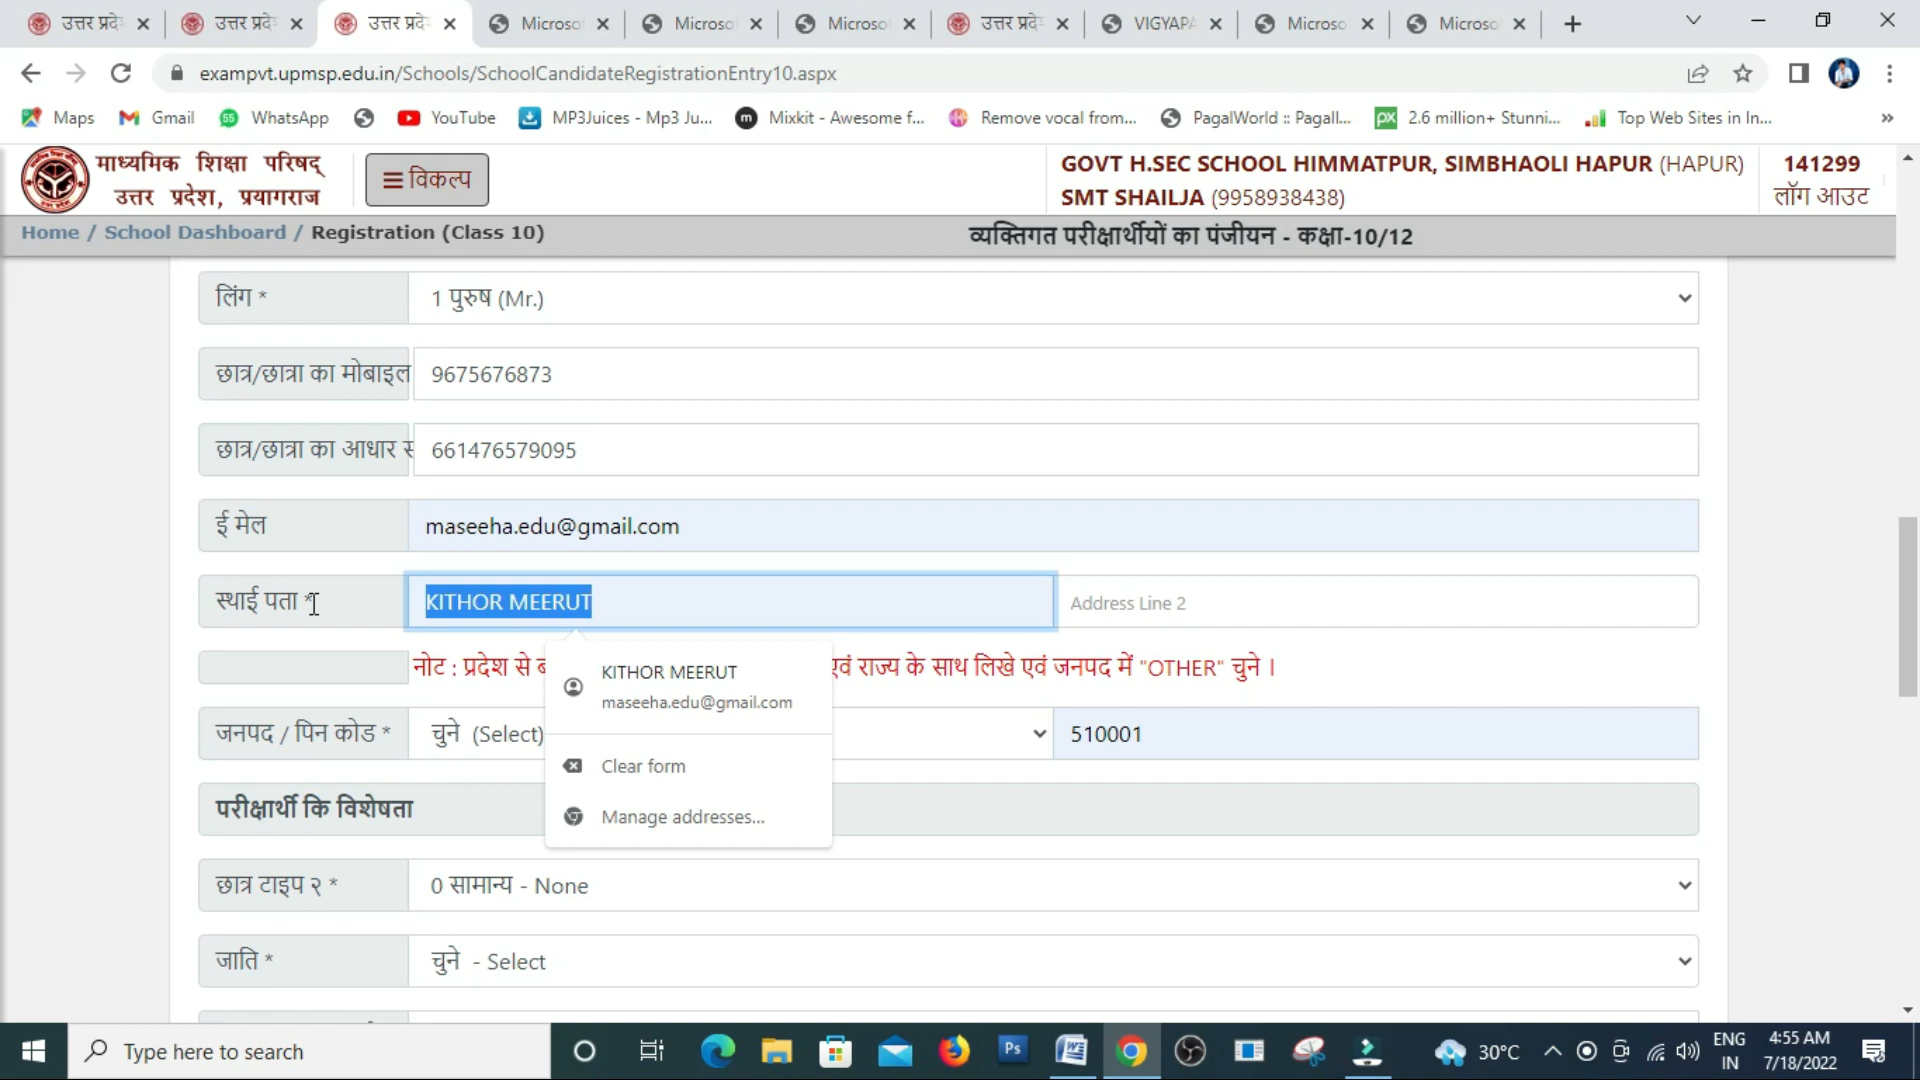 उत्तर प्रदे
उत्तर प्रदे
उत्तर प्रदे
Microso
Microso
Microso
उत्तर प्रदे
VIGYAPA
Microso
Microso
exampvt.upmsp.edu.in/Schools/SchoolCandidateRegistrationEntry10.aspx
Maps
Gmail
55
WhatsApp
YouTube
MP3Juices - Mp3 Ju...
m
Mixkit - Awesome f...
Remove vocal from...
PagalWorld :: Pagall...
px
2.6 million+ Stunni...
Top Web Sites in In...
»
माध्यमिक शिक्षा परिषद्
उत्तर प्रदेश, प्रयागराज
विकल्प
GOVT H.SEC SCHOOL HIMMATPUR, SIMBHAOLI HAPUR (HAPUR)
SMT SHAILJA (9958938438)
141299
लॉग आउट
Home / School Dashboard / Registration (Class 10)
व्यक्तिगत परीक्षार्थीयों का पंजीयन - कक्षा-10/12
लिंग *
1 पुरुष (Mr.)
छात्र/छात्रा का मोबाइल
9675676873
छात्र/छात्रा का आधार स
661476579095
ई मेल
maseeha.edu@gmail.com
स्थाई पता *
KITHOR MEERUT
Address Line 2
KITHOR MEERUT
maseeha.edu@gmail.com
Clear form
Manage addresses...
नोट : प्रदेश से ब
एवं राज्य के साथ लिखे एवं जनपद में "OTHER" चुने ।
जनपद / पिन कोड *
चुने (Select)
510001
परीक्षार्थी कि विशेषता
छात्र टाइप २ *
0 सामान्य - None
जाति *
चुने - Select
Type here to search
Ps
30°C
ENG
IN
4:55 AM
7/18/2022